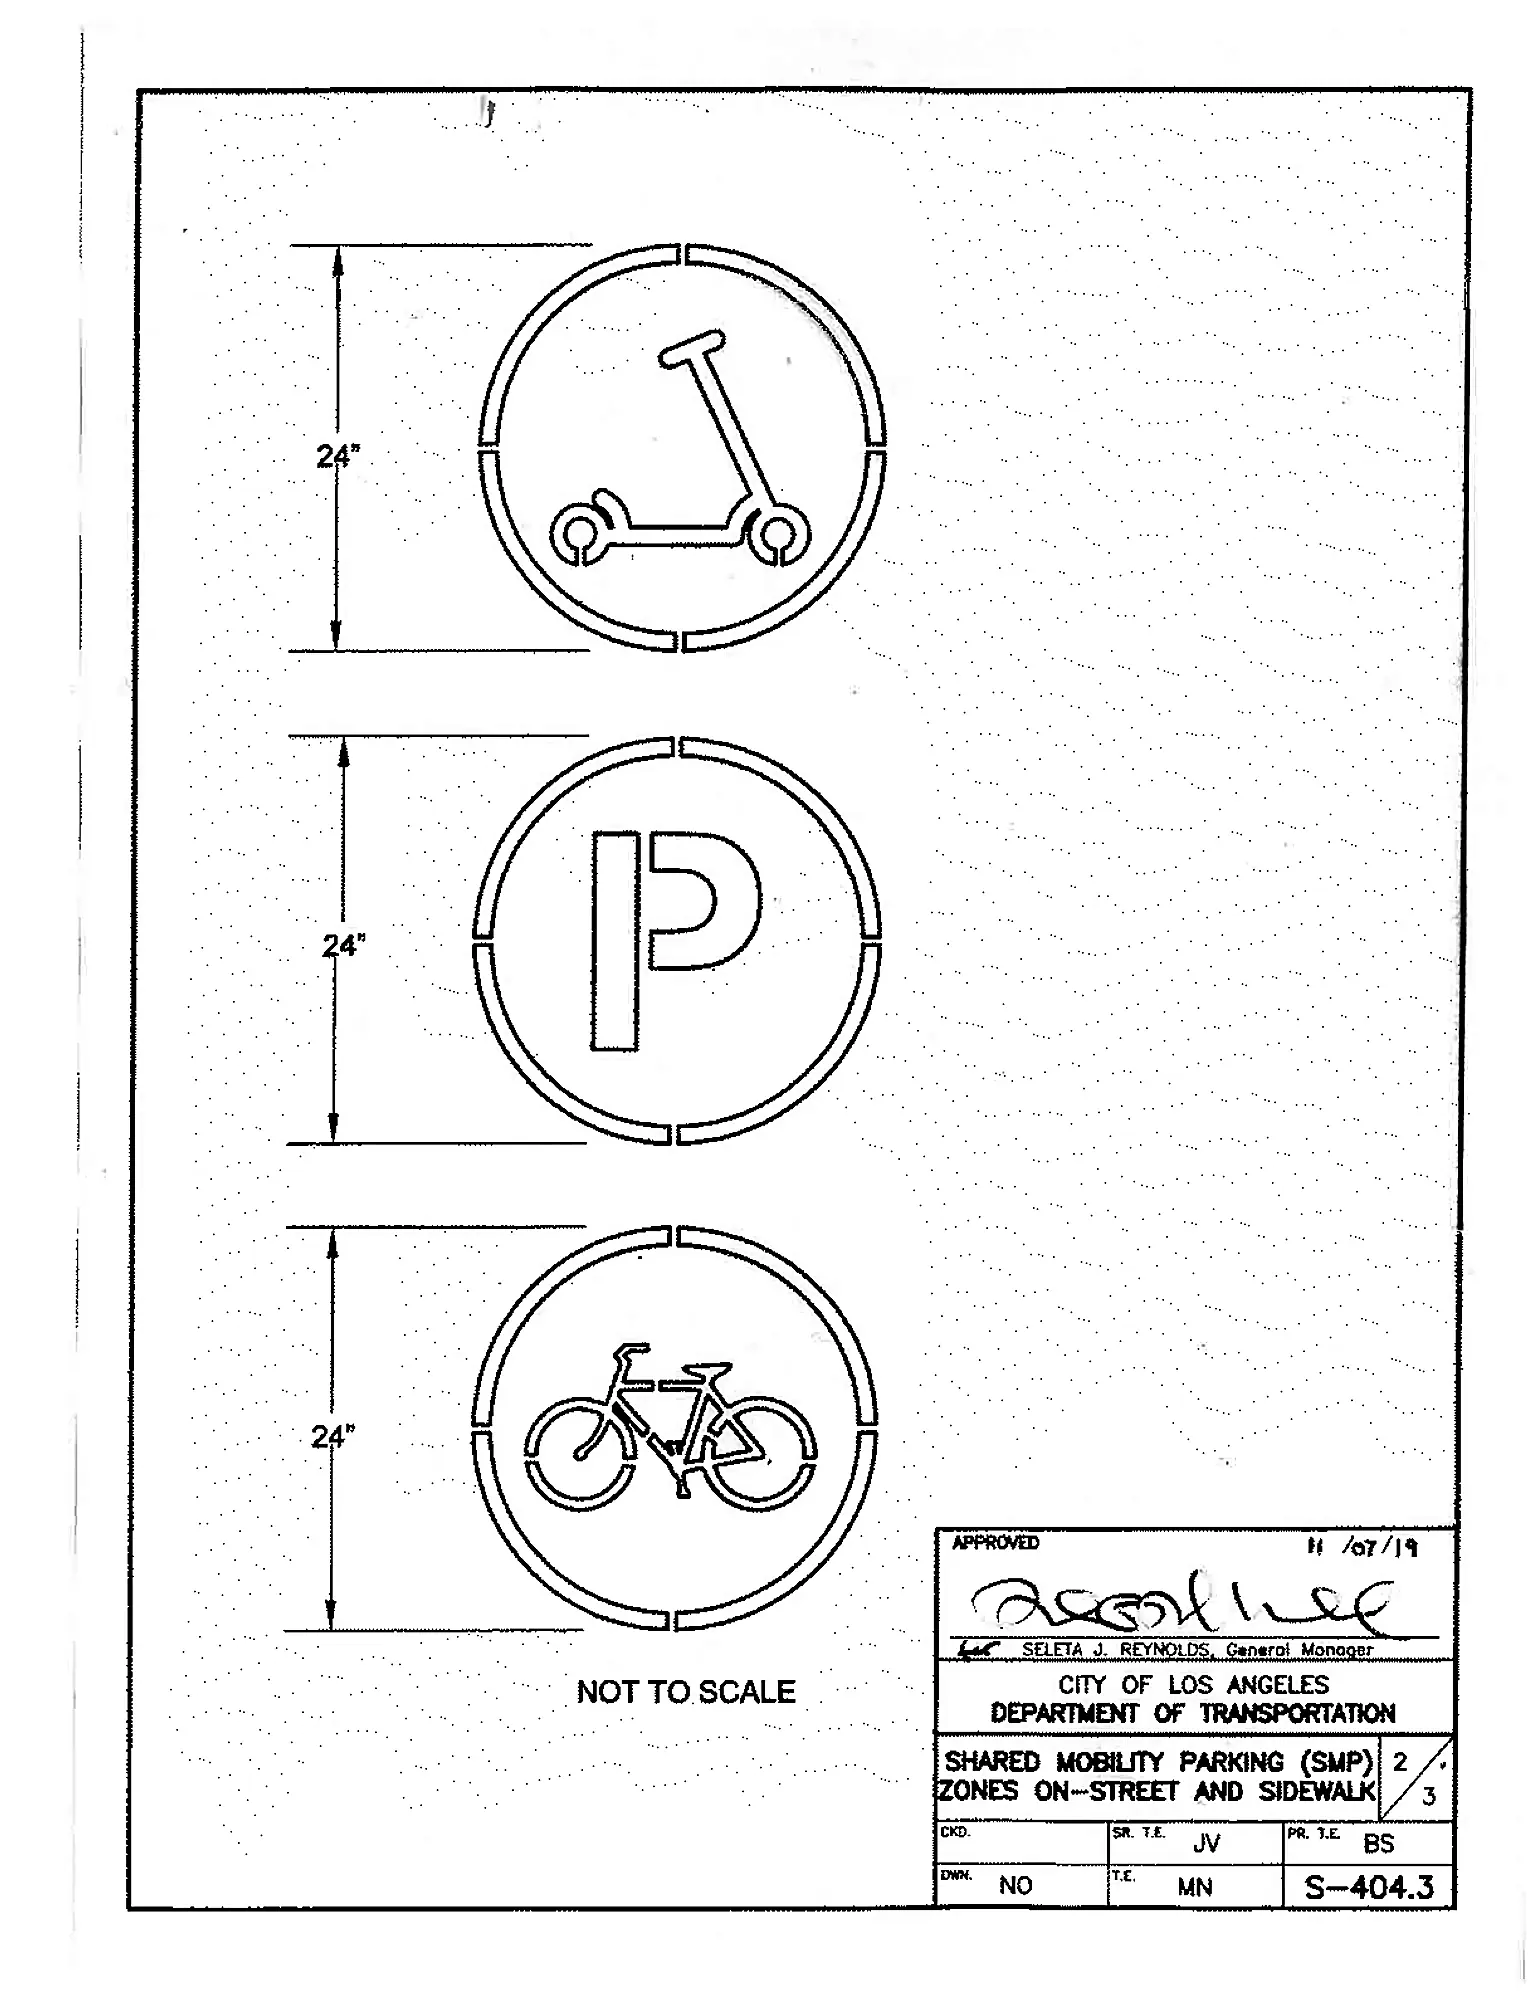 24"
P
24"
24"
NOT TO SCALE
APPROVED 11/07/19
for SELETA J. REYNOLDS, General Manager
CITY OF LOS ANGELES
DEPARTMENT OF TRANSPORTATION
SHARED MOBILITY PARKING (SMP)
ZONES ON-STREET AND SIDEWALK
2/3
CKD. SR. T.E. JV PR. T.E. BS
DWN. NO T.E. MN S-404.3